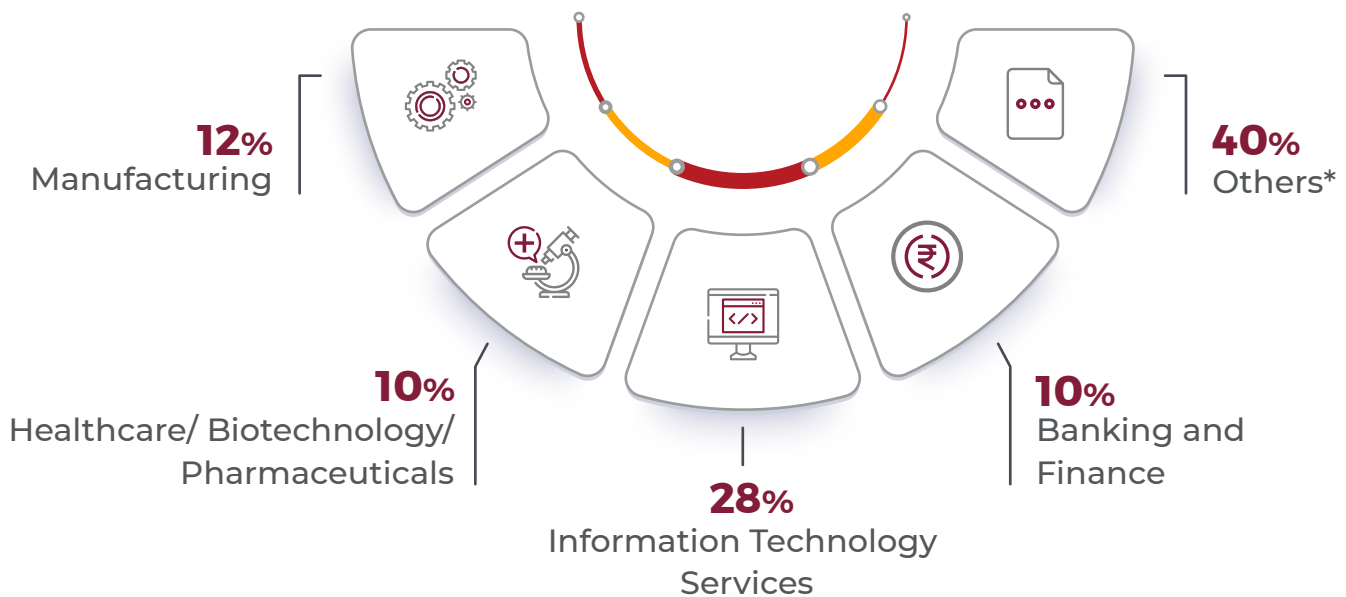 12%
Manufacturing
10%
Healthcare/ Biotechnology/
Pharmaceuticals
28%
Information Technology
Services
10%
Banking and
Finance
40%
Others*
₹
</>